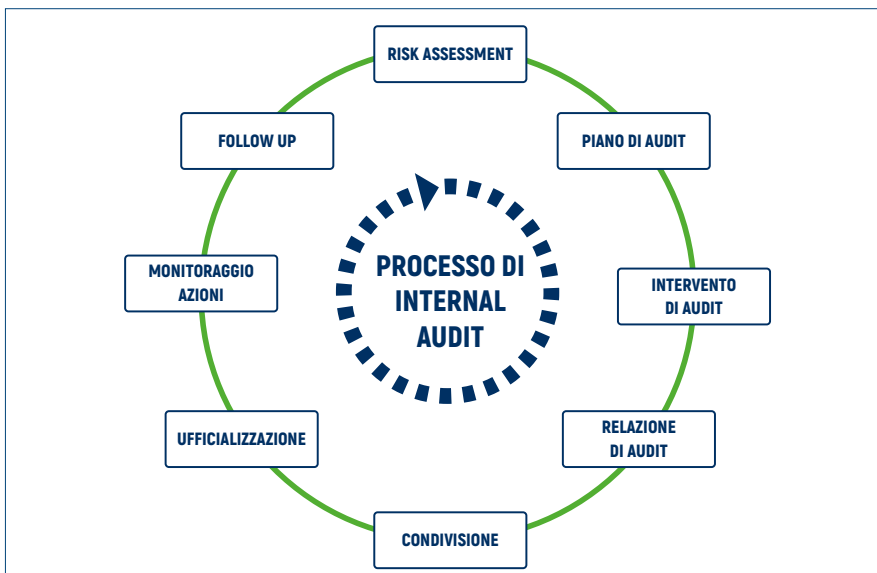 RISK ASSESSMENT
PIANO DI AUDIT
INTERVENTO
DI AUDIT
RELAZIONE
DI AUDIT
CONDIVISIONE
UFFICIALIZZAZIONE
MONITORAGGIO
AZIONI
FOLLOW UP
PROCESSO DI
INTERNAL
AUDIT